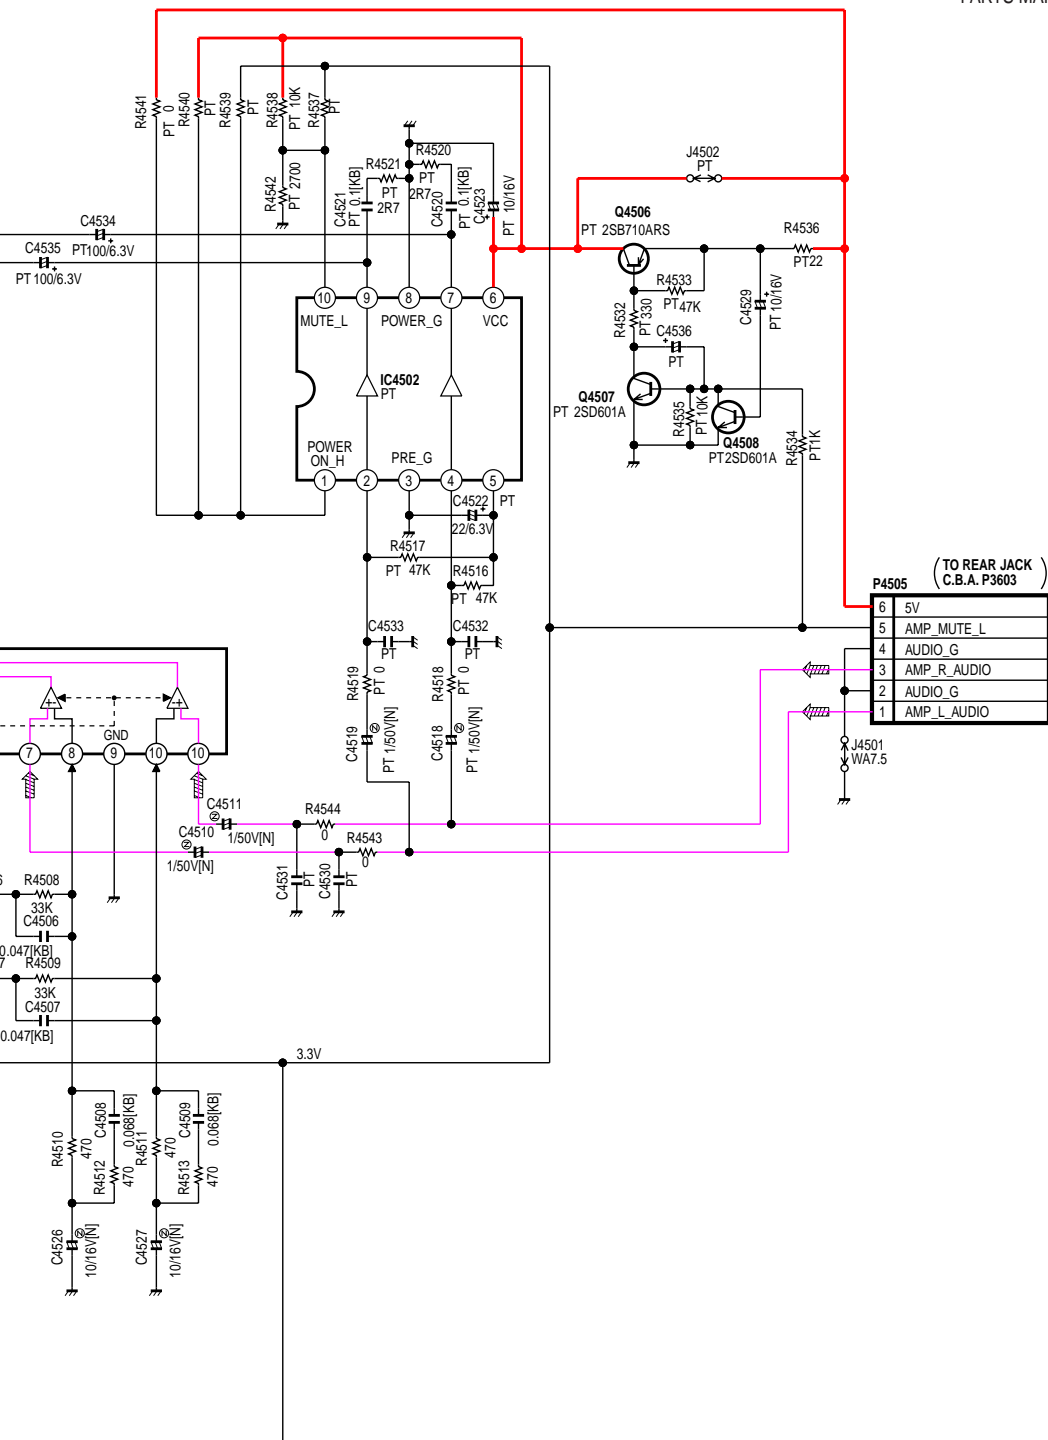 R4541
PT 0
R4540
PT
R4539
PT
R4538
PT 10K
R4537
PT
R4542
PT 2700
R4521
PT
2R7
R4520
PT
2R7
C4521
PT 0.1[KB]
C4520
PT 0.1[KB]
C4523
PT 10/16V
J4502
PT
Q4506
PT 2SB710ARS
R4536
PT22
C4534
PT100/6.3V
C4535
PT 100/6.3V
R4533
PT 47K
R4532
PT 330
C4529
PT 10/16V
C4536
PT
10
9
8
7
6
MUTE_L
POWER_G
VCC
IC4502
PT
Q4507
PT 2SD601A
R4535
PT 10K
Q4508
PT2SD601A
R4534
PT1K
POWER
ON_H
PRE_G
1
2
3
4
5
C4522
PT
22/6.3V
R4517
PT 47K
R4516
PT 47K
(TO REAR JACK
C.B.A. P3603)
P4505
6 5V
5 AMP_MUTE_L
4 AUDIO_G
3 AMP_R_AUDIO
2 AUDIO_G
1 AMP_L_AUDIO
C4533
PT
C4532
PT
R4519
PT 0
R4518
PT 0
C4519
PT 1/50V[N]
C4518
PT 1/50V[N]
J4501
WA7.5
GND
7
8
9
10
10
C4511
1/50V[N]
C4510
1/50V[N]
R4544
0
R4543
0
C4531
PT
C4530
PT
R4508
33K
C4506
0.047[KB]
R4509
33K
C4507
0.047[KB]
3.3V
R4510
470
C4508
0.068[KB]
R4512
470
R4511
470
C4509
0.068[KB]
R4513
470
C4526
10/16V[N]
C4527
10/16V[N]